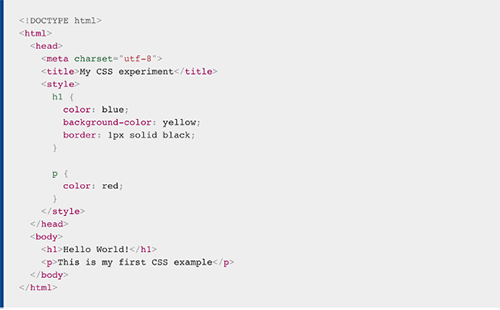 <!DOCTYPE html>
<html>
  <head>
    <meta charset="utf-8">
    <title>My CSS experiment</title>
    <style>
      h1 {
        color: blue;
        background-color: yellow;
        border: 1px solid black;
      }

      p {
        color: red;
      }
    </style>
  </head>
  <body>
    <h1>Hello World!</h1>
    <p>This is my first CSS example</p>
  </body>
</html>